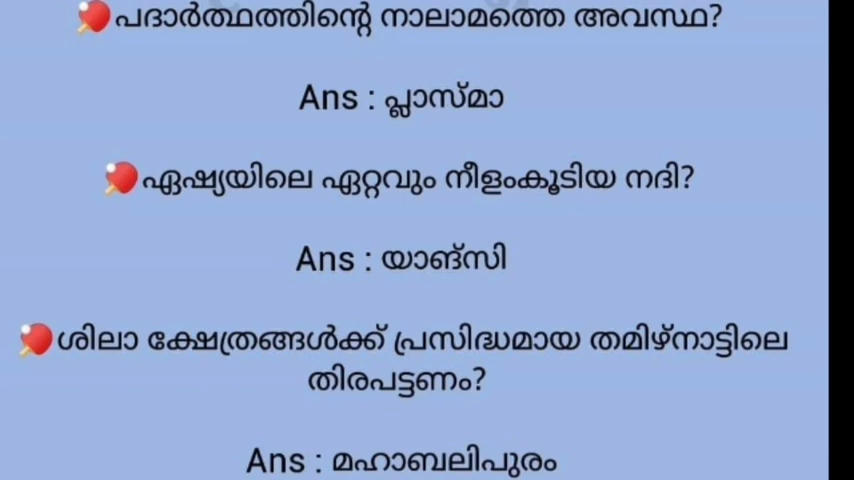 പദാർത്ഥത്തിന്റെ നാലാമത്തെ അവസ്ഥ?
Ans : പ്ലാസ്മാ
ഏഷ്യയിലെ ഏറ്റവും നീളംകൂടിയ നദി?
Ans : യാങ്സി
ശിലാ ക്ഷേത്രങ്ങൾക്ക് പ്രസിദ്ധമായ തമിഴ്നാട്ടിലെ
തിരപട്ടണം?
Ans : മഹാബലിപുരം